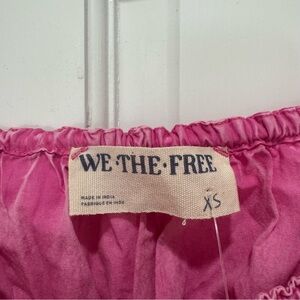 WE·THE·FREE
MADE IN INDIA
FABRIQUÉ EN INDE
XS